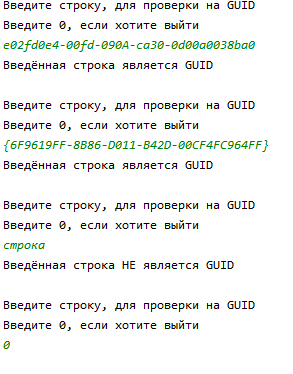 Введите строку, для проверки на GUID
Введите 0, если хотите выйти
e02fd0e4-00fd-090A-ca30-0d00a0038ba0
Введённая строка является GUID
Введите строку, для проверки на GUID
Введите 0, если хотите выйти
{6F9619FF-8B86-D011-B42D-00CF4FC964FF}
Введённая строка является GUID
Введите строку, для проверки на GUID
Введите 0, если хотите выйти
строка
Введённая строка НЕ является GUID
Введите строку, для проверки на GUID
Введите 0, если хотите выйти
0